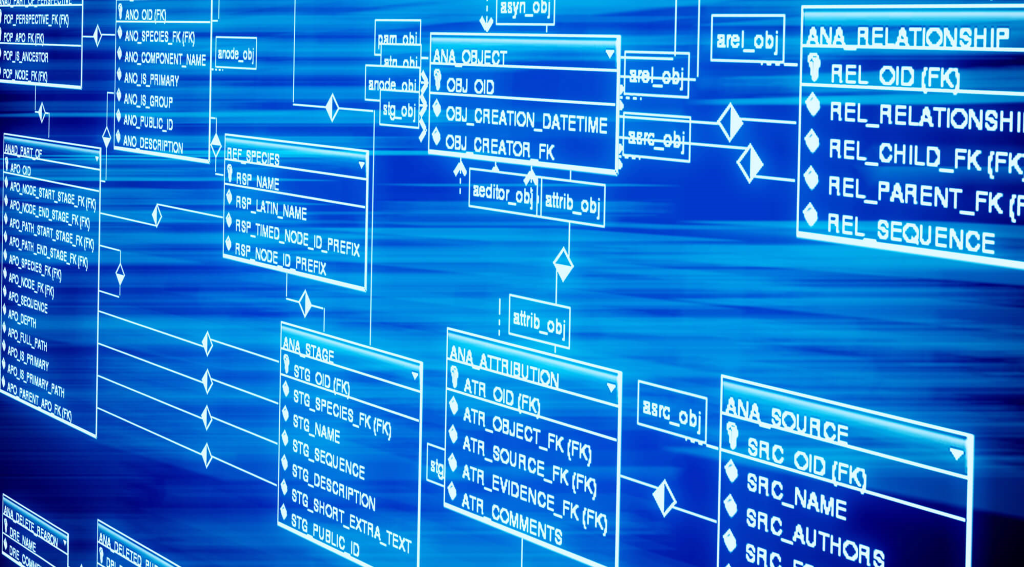 POP_PERSPECTIVE_FK (FK)
POP_APO_FK (FK)
POP_IS_ANCESTOR
POP_NODE_FK (FK)
ANO_OID (FK)
ANO_SPECIES_FK (FK)
ANO_COMPONENT_NAME
ANO_IS_PRIMARY
ANO_IS_GROUP
ANO_PUBLIC_ID
ANO_DESCRIPTION
anode_obj
asyn_obj
anode_obj
stg_obj
ANA_OBJECT
OBJ_OID
OBJ_CREATION_DATETIME
OBJ_CREATOR_FK
arel_obj
arel_obj
asrc_obj
aeditor_obj
attrib_obj
ANA_RELATIONSHIP
REL_OID (FK)
REL_CHILD_FK (FK)
REL_SEQUENCE
ANAD_PART_OF
APO_OID
APO_NODE_START_STAGE_FK (FK)
APO_NODE_END_STAGE_FK (FK)
APO_PATH_START_STAGE_FK (FK)
APO_PATH_END_STAGE_FK (FK)
APO_SPECIES_FK (FK)
APO_NODE_FK (FK)
APO_SEQUENCE
APO_DEPTH
APO_FULL_PATH
APO_IS_PRIMARY
APO_IS_PRIMARY_PATH
APO_PARENT_APO_FK (FK)
REF_SPECIES
RSP_NAME
RSP_LATIN_NAME
RSP_TIMED_NODE_ID_PREFIX
RSP_NODE_ID_PREFIX
attrib_obj
ANA_STAGE
STG_OID (FK)
STG_SPECIES_FK (FK)
STG_NAME
STG_SEQUENCE
STG_DESCRIPTION
STG_SHORT_EXTRA_TEXT
STG_PUBLIC_ID
ANA_ATTRIBUTION
ATR_OID (FK)
ATR_OBJECT_FK (FK)
ATR_SOURCE_FK (FK)
ATR_EVIDENCE_FK (FK)
ATR_COMMENTS
asrc_obj
ANA_SOURCE
SRC_OID (FK)
SRC_NAME
SRC_AUTHORS
ANA_DELETE_REASON
DRE_NAME